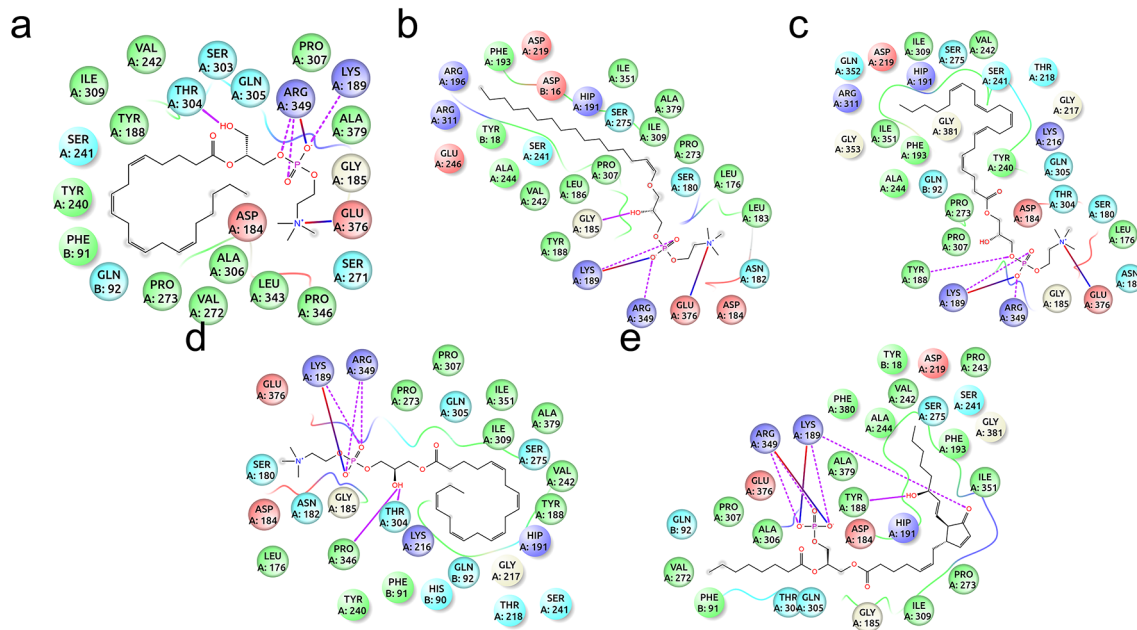 a
VAL
A: 242
SER
A: 303
PRO
A: 307
ILE
A: 309
THR
A: 304
GLN
A: 305
ARG
A: 349
LYS
A: 189
TYR
A: 188
ALA
A: 379
SER
A: 241
HO
O
O
O
O
P
O
O
GLY
A: 185
TYR
A: 240
ASP
A: 184
N+
GLU
A: 376
PHE
B: 91
GLN
B: 92
ALA
A: 306
SER
A: 271
PRO
A: 273
VAL
A: 272
LEU
A: 343
PRO
A: 346
b
PHE
A: 193
ASP
A: 219
ARG
A: 196
ASP
B: 16
ILE
A: 351
HIP
A: 191
ARG
A: 311
SER
A: 275
ALA
A: 379
TYR
B: 18
ILE
A: 309
GLU
A: 246
SER
A: 241
PRO
A: 273
ALA
A: 244
PRO
A: 307
SER
A: 180
LEU
A: 176
VAL
A: 242
LEU
A: 186
LEU
A: 183
GLY
A: 185
OH
O
TYR
A: 188
O
O
P
O
O
N+
LYS
A: 189
ASN
A: 182
ARG
A: 349
GLU
A: 376
ASP
A: 184
c
GLN
A: 352
ASP
A: 219
ILE
A: 309
SER
A: 275
VAL
A: 242
HIP
A: 191
SER
A: 241
THR
A: 218
ARG
A: 311
GLY
A: 217
GLY
A: 353
ILE
A: 351
GLY
A: 381
LYS
A: 216
PHE
A: 193
TYR
A: 240
GLN
A: 305
ALA
A: 244
GLN
B: 92
THR
A: 304
SER
A: 180
PRO
A: 273
ASP
A: 184
LEU
A: 176
PRO
A: 307
O
O
OH
O
O
P
O
O
N+
ASN
A: 18
TYR
A: 188
LYS
A: 189
ARG
A: 349
GLY
A: 185
GLU
A: 376
d
LYS
A: 189
ARG
A: 349
PRO
A: 307
GLU
A: 376
PRO
A: 273
GLN
A: 305
ILE
A: 351
ALA
A: 379
ILE
A: 309
SER
A: 275
SER
A: 180
N+
O
P
O
O
O
OH
O
O
VAL
A: 242
ASP
A: 184
ASN
A: 182
GLY
A: 185
THR
A: 304
TYR
A: 188
LYS
A: 216
HIP
A: 191
LEU
A: 176
PRO
A: 346
GLN
B: 92
GLY
A: 217
TYR
A: 240
PHE
B: 91
HIS
B: 90
THR
A: 218
SER
A: 241
e
TYR
B: 18
ASP
A: 219
PRO
A: 243
VAL
A: 242
PHE
A: 380
SER
A: 275
SER
A: 241
ALA
A: 244
GLY
A: 381
ARG
A: 349
LYS
A: 189
PHE
A: 193
ALA
A: 379
ILE
A: 351
GLU
A: 376
TYR
A: 188
HO
O
PRO
A: 307
ALA
A: 306
ASP
A: 184
HIP
A: 191
GLN
B: 92
O
O
P
O
O
O
O
O
O
VAL
A: 272
PRO
A: 273
PHE
B: 91
THR
A: 304
GLN
A: 305
GLY
A: 185
ILE
A: 309